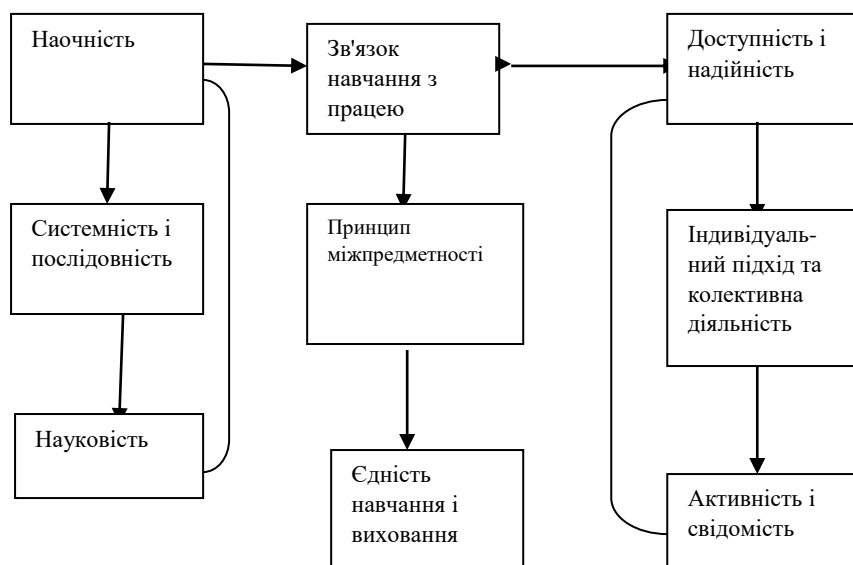 Наочність
Зв'язок
навчання з
працею
Доступність і
надійність
Системність і
послідовність
Принцип
міжпредметності
Індивідуаль-
ний підхід та
колективна
діяльність
Науковість
Єдність
навчання і
виховання
Активність і
свідомість